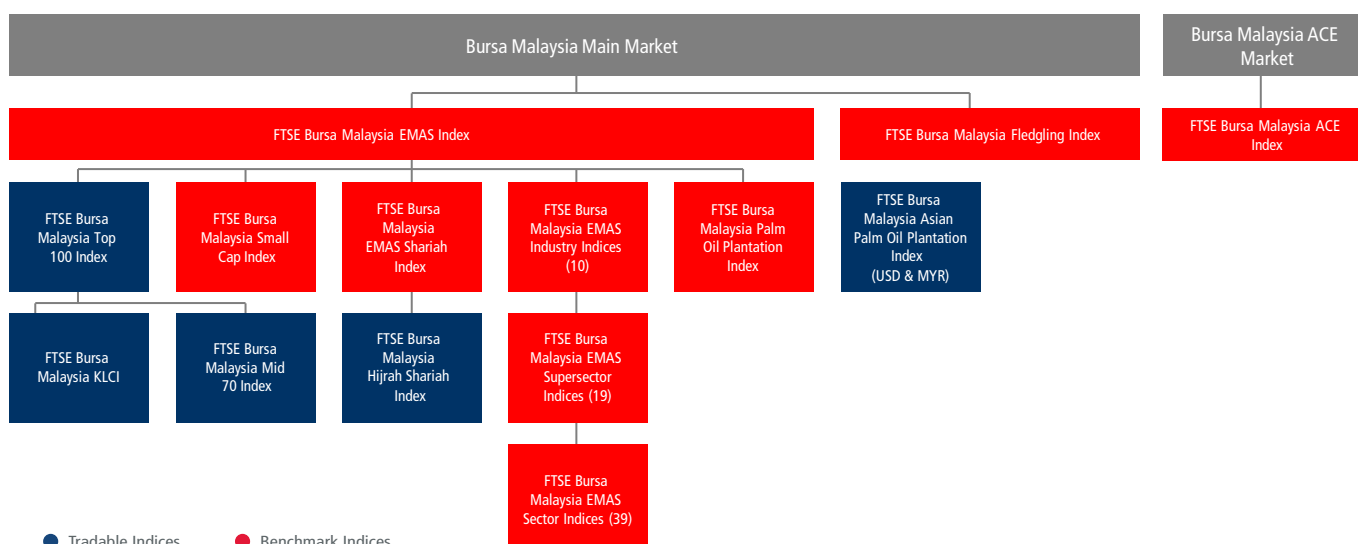 Bursa Malaysia Main Market
Bursa Malaysia ACE
Market
FTSE Bursa Malaysia EMAS Index
FTSE Bursa Malaysia Fledgling Index
FTSE Bursa Malaysia ACE
Index
FTSE Bursa
Malaysia Top
100 Index
FTSE Bursa
Malaysia Small
Cap Index
FTSE Bursa
Malaysia
EMAS Shariah
Index
FTSE Bursa
Malaysia EMAS
Industry Indices
(10)
FTSE Bursa
Malaysia Palm
Oil Plantation
Index
FTSE Bursa
Malaysia Asian
Palm Oil Plantation
Index
(USD & MYR)
FTSE Bursa
Malaysia KLCI
FTSE Bursa
Malaysia Mid
70 Index
FTSE Bursa
Malaysia
Hijrah Shariah
Index
FTSE Bursa
Malaysia EMAS
Supersector
Indices (19)
FTSE Bursa
Malaysia EMAS
Sector Indices (39)
Tradable Indices
Benchmark Indices